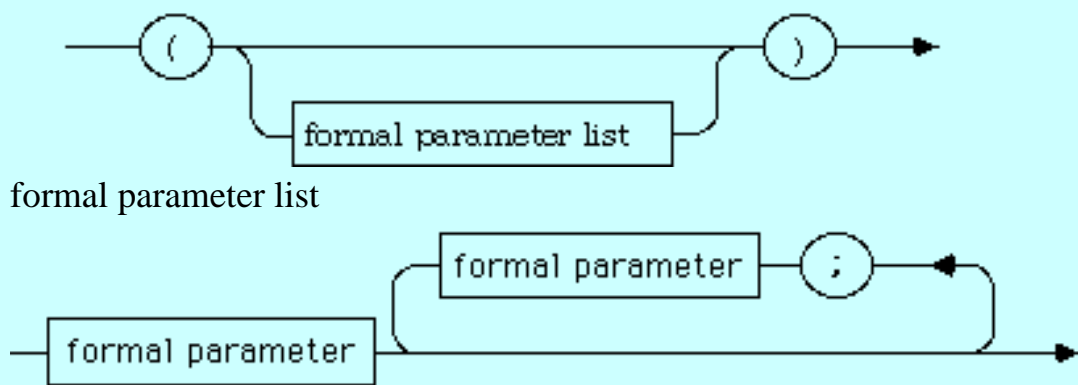 ( )
formal parameter list
formal parameter list
formal parameter ;
formal parameter